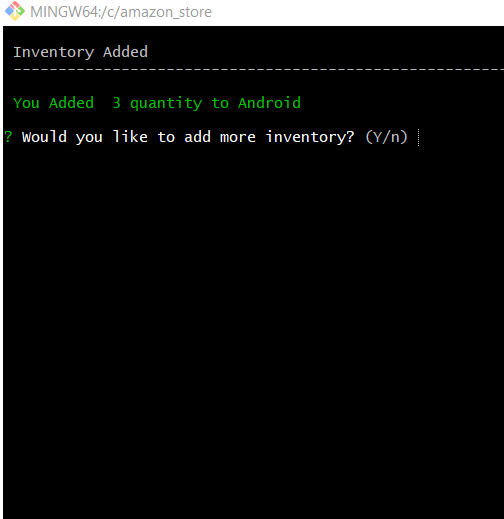 MINGW64:/c/amazon_store
Inventory Added
-------------------------------------------------------
You Added  3 quantity to Android
? Would you like to add more inventory? (Y/n)